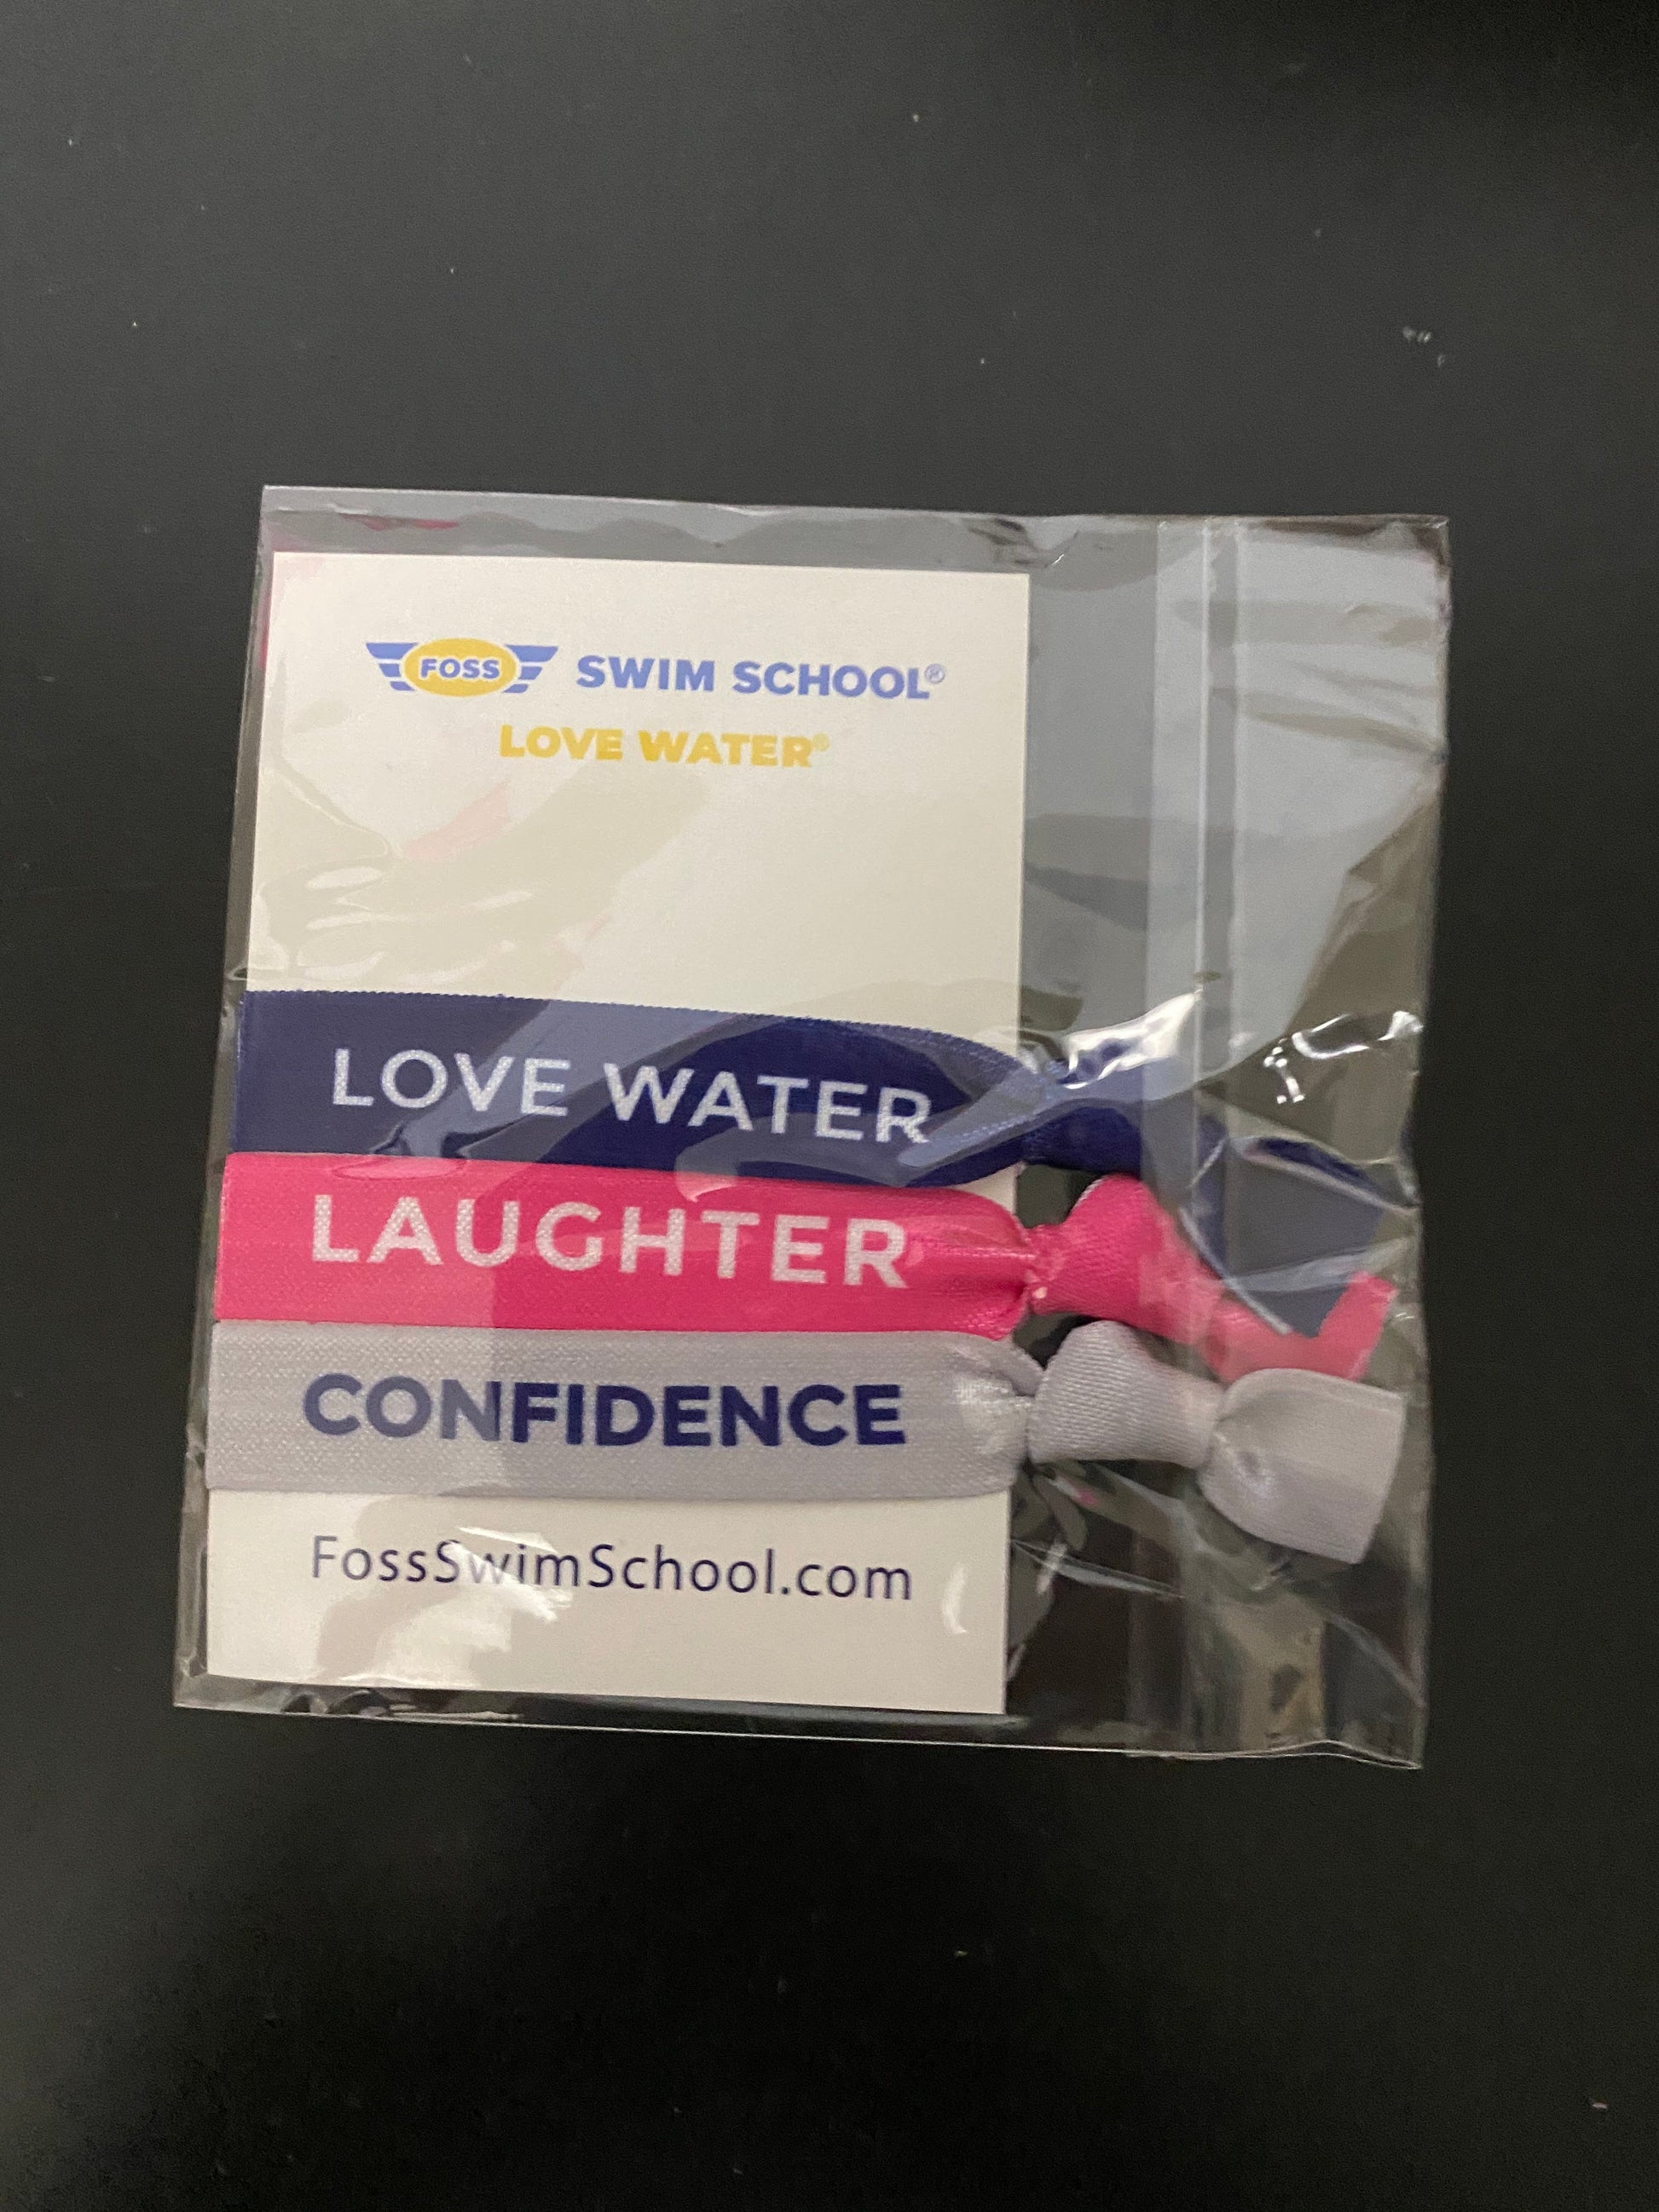 FOSS SWIM SCHOOL®
LOVE WATER®
LOVE WATER
LAUGHTER
CONFIDENCE
FossSwimSchool.com